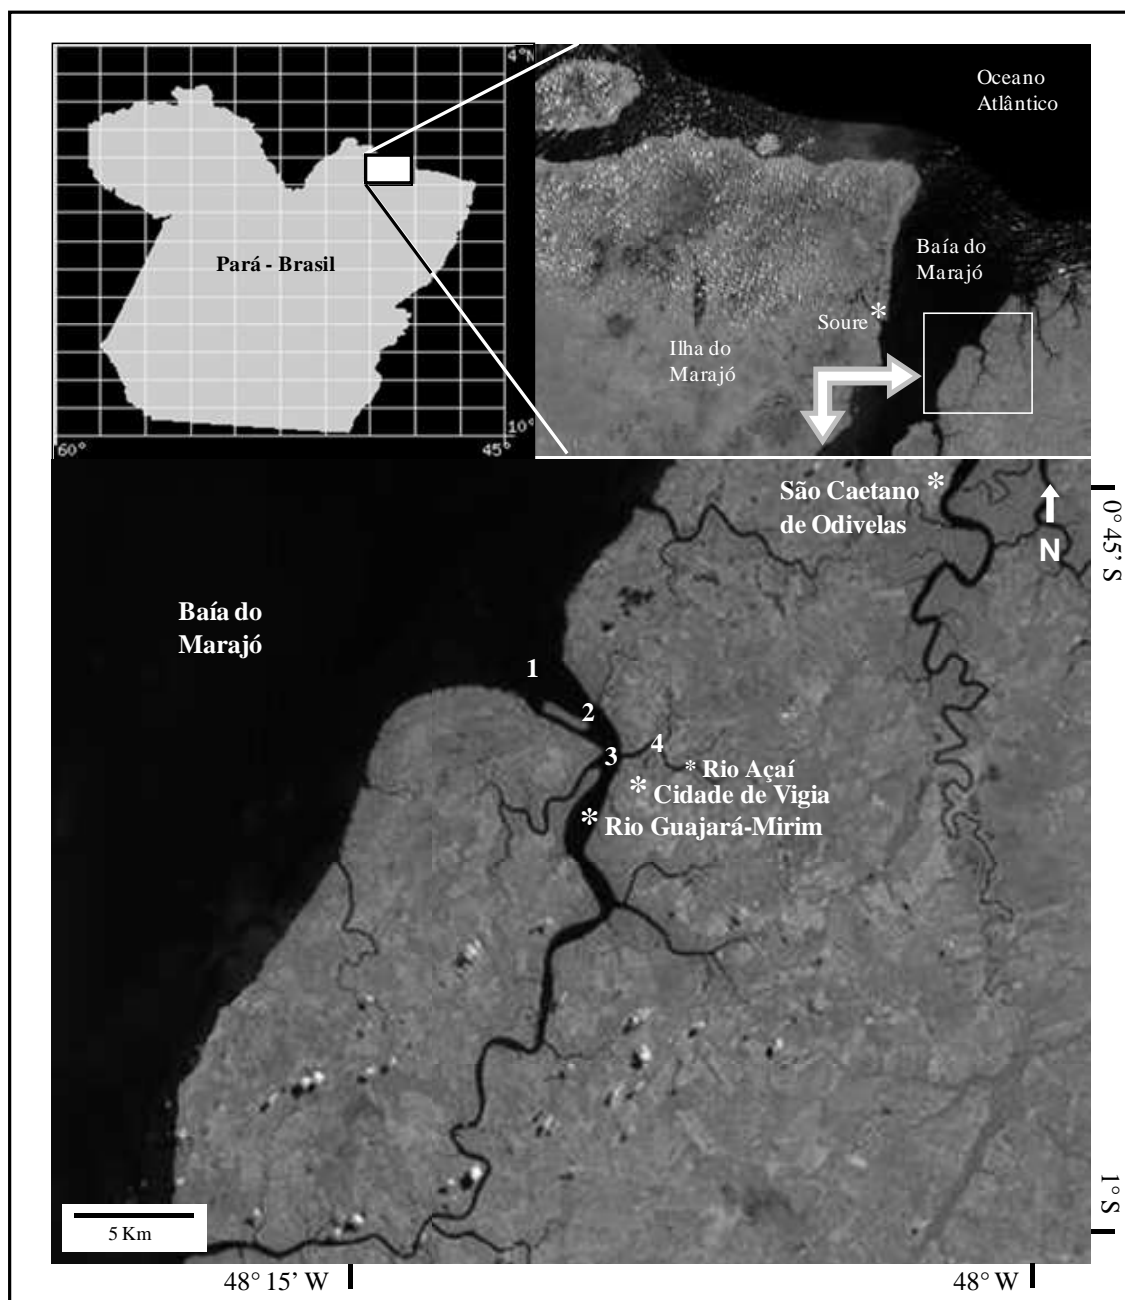 4°N
Pará - Brasil
10°
60°
45°
Oceano
Atlântico
Baía do
Marajó
Soure *
Ilha do
Marajó
São Caetano *
de Odivelas
N
0° 45' S
Baía do
Marajó
1
2
3
4
* Rio Açaí
* Cidade de Vigia
* Rio Guajará-Mirim
1° S
5 Km
48° 15’ W
48° W